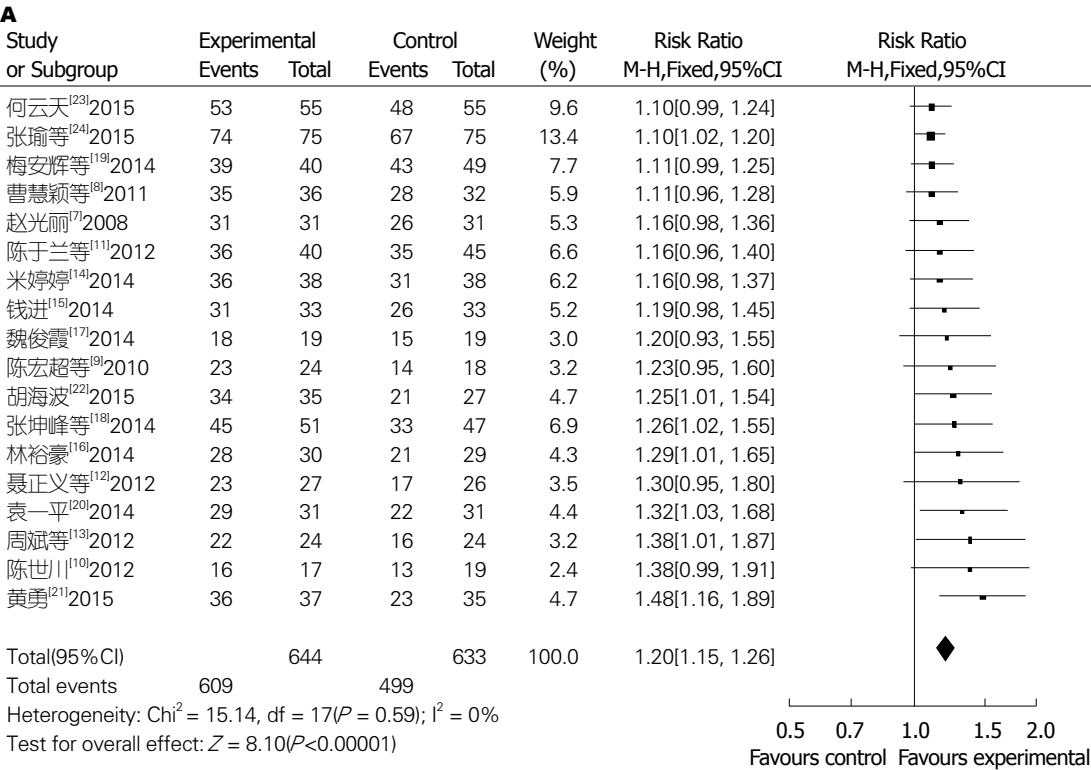 A
Study Experimental Control Weight Risk Ratio Risk Ratio
or Subgroup Events Total Events Total (%) M-H,Fixed,95%CI M-H,Fixed,95%CI
何云天[23]2015 53 55 48 55 9.6 1.10[0.99, 1.24]
张瑜等[24]2015 74 75 67 75 13.4 1.10[1.02, 1.20]
梅安辉等[19]2014 39 40 43 49 7.7 1.11[0.99, 1.25]
曹慧颖等[8]2011 35 36 28 32 5.9 1.11[0.96, 1.28]
赵光丽[7]2008 31 31 26 31 5.3 1.16[0.98, 1.36]
陈于兰等[11]2012 36 40 35 45 6.6 1.16[0.96, 1.40]
米婷婷[14]2014 36 38 31 38 6.2 1.16[0.98, 1.37]
钱进[15]2014 31 33 26 33 5.2 1.19[0.98, 1.45]
魏俊霞[17]2014 18 19 15 19 3.0 1.20[0.93, 1.55]
陈宏超等[9]2010 23 24 14 18 3.2 1.23[0.95, 1.60]
胡海波[22]2015 34 35 21 27 4.7 1.25[1.01, 1.54]
张坤峰等[18]2014 45 51 33 47 6.9 1.26[1.02, 1.55]
林裕豪[16]2014 28 30 21 29 4.3 1.29[1.01, 1.65]
聂正义等[12]2012 23 27 17 26 3.5 1.30[0.95, 1.80]
袁一平[20]2014 29 31 22 31 4.4 1.32[1.03, 1.68]
周斌等[13]2012 22 24 16 24 3.2 1.38[1.01, 1.87]
陈世川[10]2012 16 17 13 19 2.4 1.38[0.99, 1.91]
黄勇[21]2015 36 37 23 35 4.7 1.48[1.16, 1.89]
Total(95%CI) 644 633 100.0 1.20[1.15, 1.26]
Total events 609 499
Heterogeneity: Chi² = 15.14, df = 17(P = 0.59); I² = 0%
Test for overall effect: Z = 8.10(P<0.00001)
0.5 0.7 1.0 1.5 2.0
Favours control Favours experimental